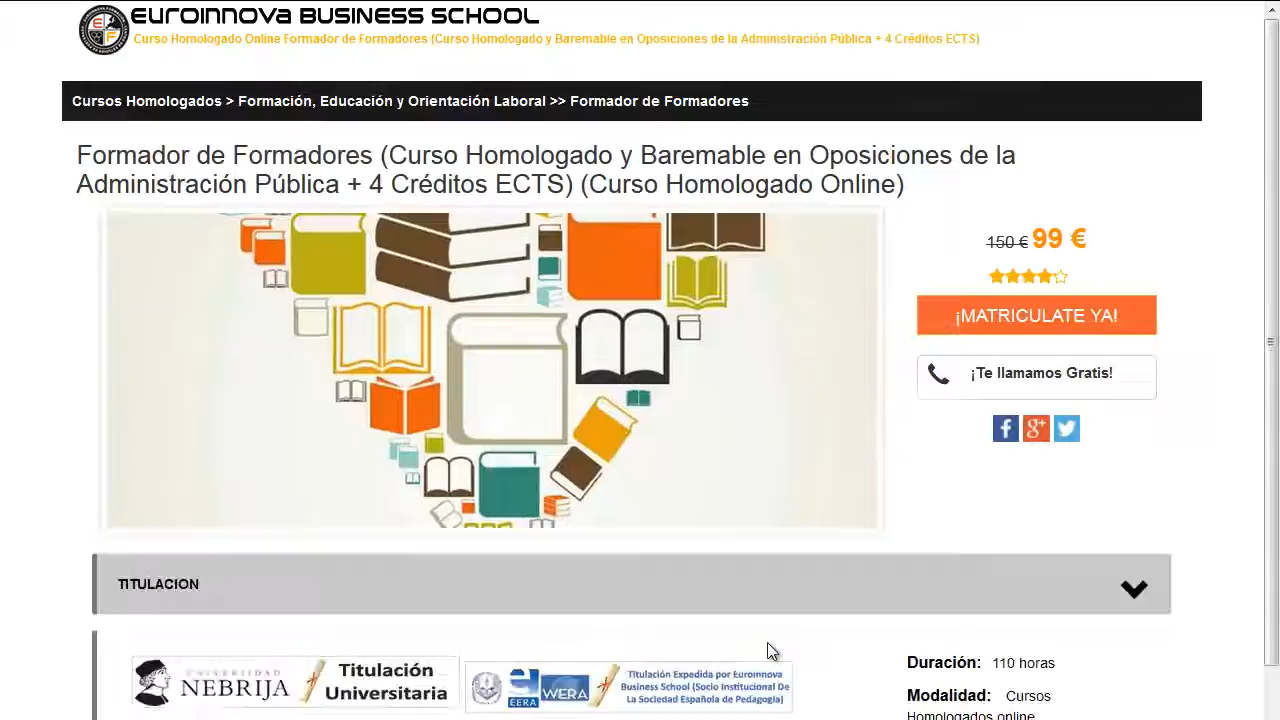 EUROINNOVA BUSINESS SCHOOL
Curso Homologado Online Formador de Formadores (Curso Homologado y Baremable en Oposiciones de la Administración Pública + 4 Créditos ECTS)
Cursos Homologados > Formación, Educación y Orientación Laboral >> Formador de Formadores
Formador de Formadores (Curso Homologado y Baremable en Oposiciones de la
Administración Pública + 4 Créditos ECTS) (Curso Homologado Online)
150 € 99 €
¡MATRICULATE YA!
¡Te llamamos Gratis!
TITULACION
UNIVERSIDAD
NEBRIJA
Titulación
Universitaria
EERA
WERA
Titulación Expedida por Euroinnova
Business School (Socio Institucional De
La Sociedad Española de Pedagogía)
Duración: 110 horas
Modalidad: Cursos
Homologados online